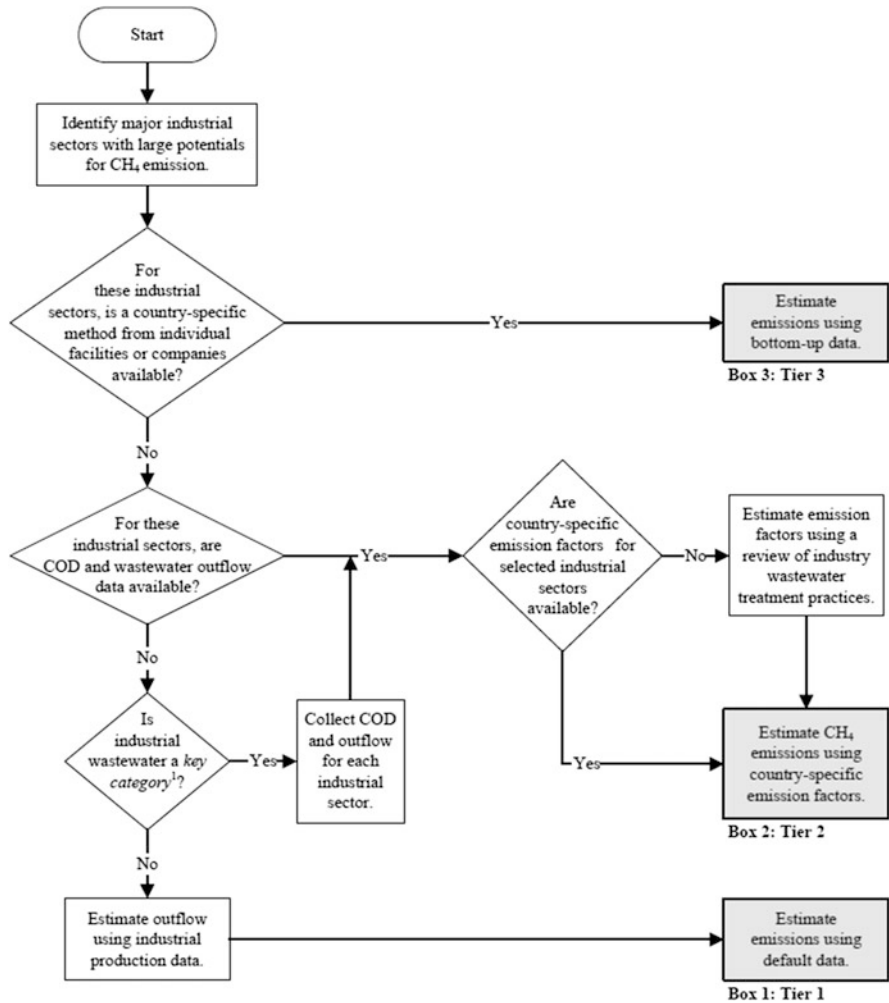 Start
Identify major industrial
sectors with large potentials
for CH₄ emission.
For
these industrial
sectors, is a country-specific
method from individual
facilities or companies
available?
Yes
Estimate
emissions using
bottom-up data.
Box 3: Tier 3
No
For these
industrial sectors, are
COD and wastewater outflow
data available?
Yes
Are
country-specific
emission factors for
selected industrial
sectors
available?
No
Estimate emission
factors using a
review of industry
wastewater
treatment practices.
No
Is
industrial
wastewater a key
category¹?
Yes
Collect COD
and outflow
for each
industrial
sector.
Yes
Estimate CH₄
emissions using
country-specific
emission factors.
Box 2: Tier 2
No
Estimate outflow
using industrial
production data.
Estimate
emissions using
default data.
Box 1: Tier 1